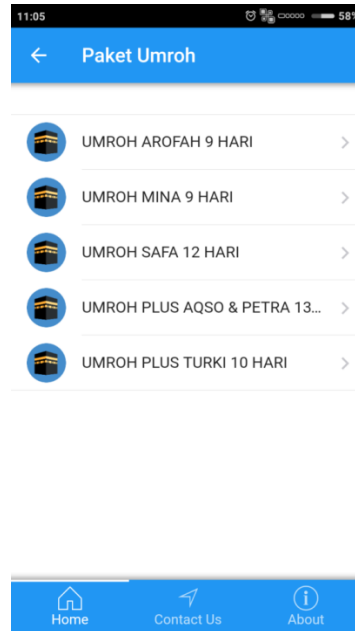 11:05
58%
Paket Umroh
UMROH AROFAH 9 HARI
UMROH MINA 9 HARI
UMROH SAFA 12 HARI
UMROH PLUS AQSO & PETRA 13...
UMROH PLUS TURKI 10 HARI
Home
Contact Us
About